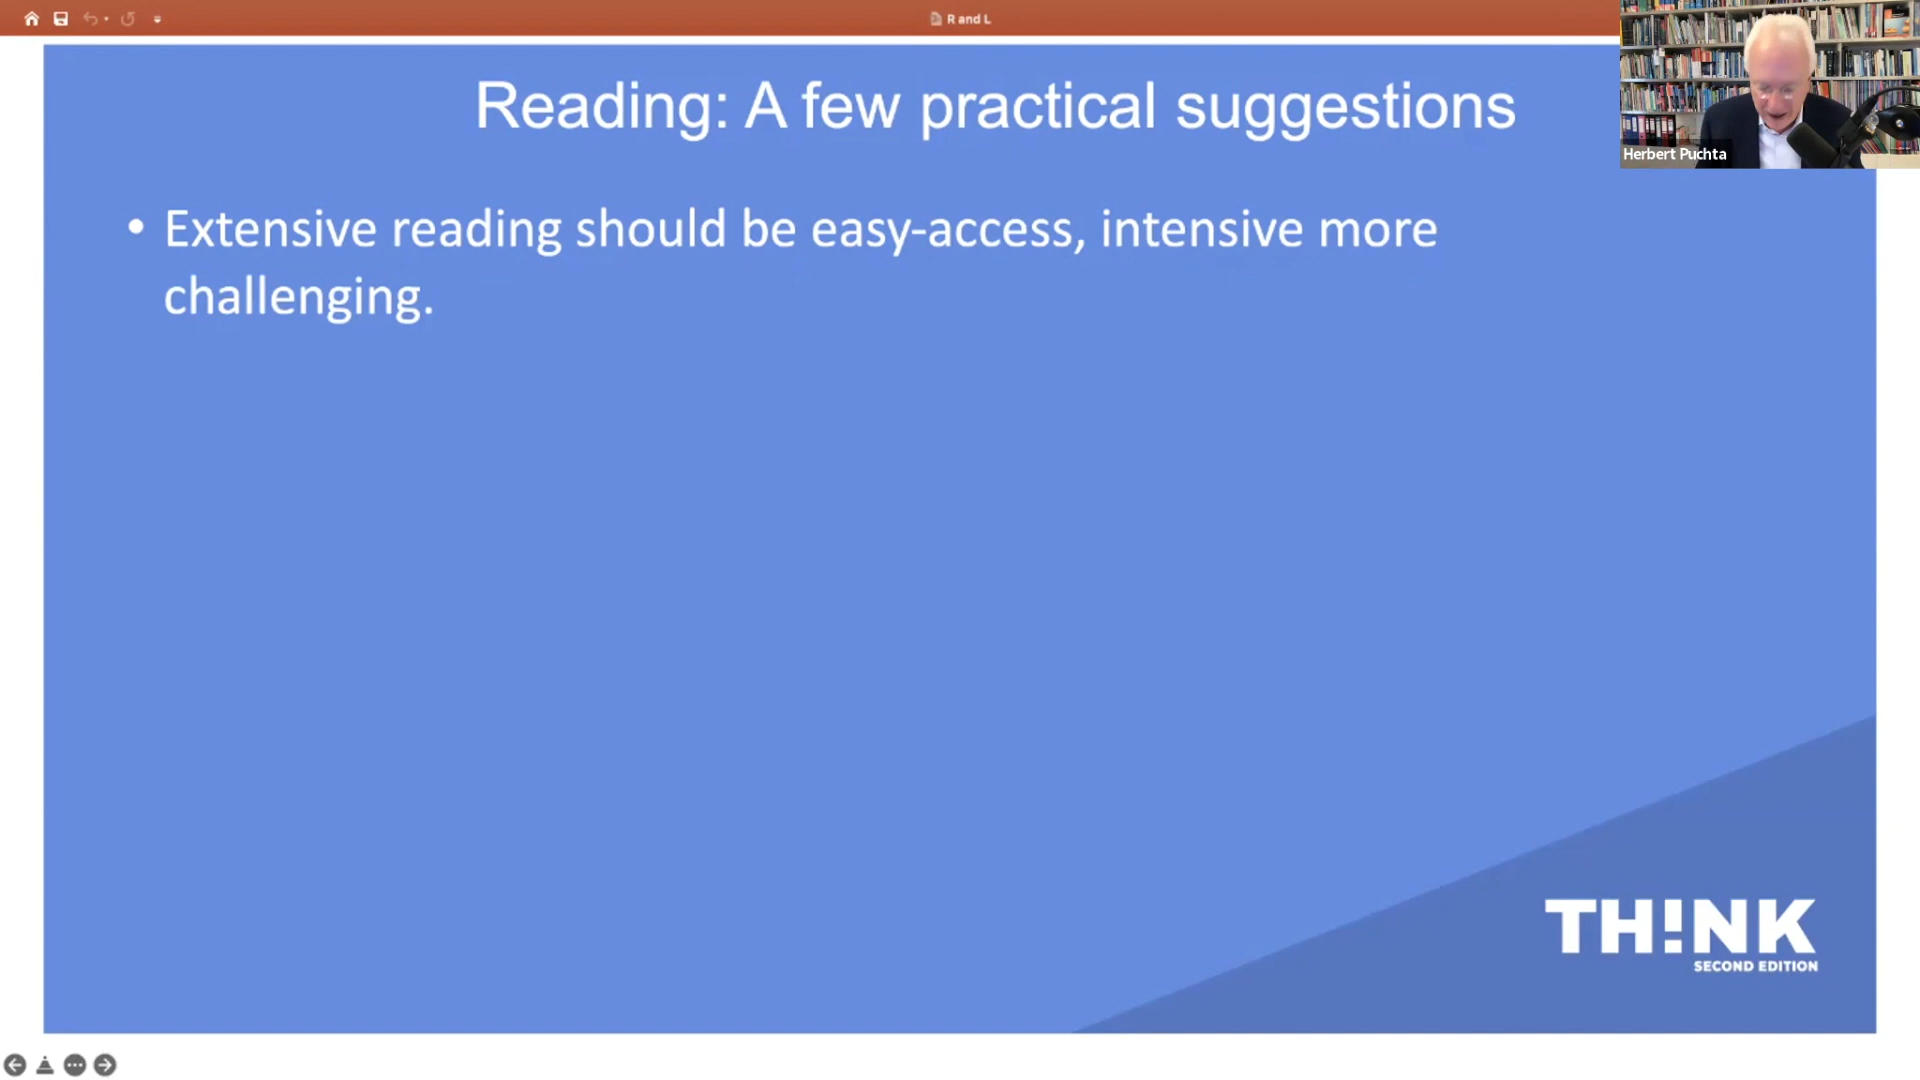 R and L
Reading: A few practical suggestions
Herbert Puchta
• Extensive reading should be easy-access, intensive more
challenging.
TH!NK
SECOND EDITION